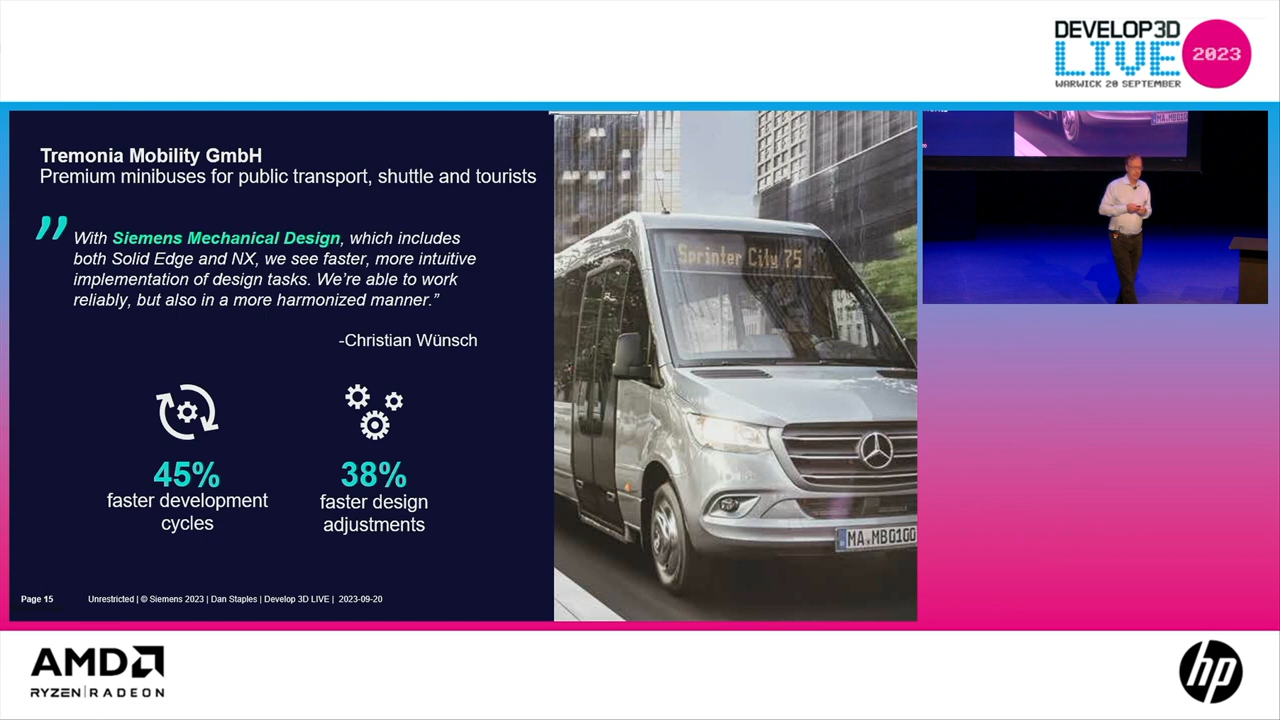 DEVELOP3D
LIVE
2023
WARWICK 20 SEPTEMBER
Tremonia Mobility GmbH
Premium minibuses for public transport, shuttle and tourists
” With Siemens Mechanical Design, which includes
both Solid Edge and NX, we see faster, more intuitive
implementation of design tasks. We’re able to work
reliably, but also in a more harmonized manner.”
-Christian Wünsch
45%
faster development
cycles
38%
faster design
adjustments
Page 15
Unrestricted | © Siemens 2023 | Dan Staples | Develop 3D LIVE | 2023-09-20
Sprinter City 75
MA MB0100
MA MB010
AMD
RYZEN | RADEON
hp